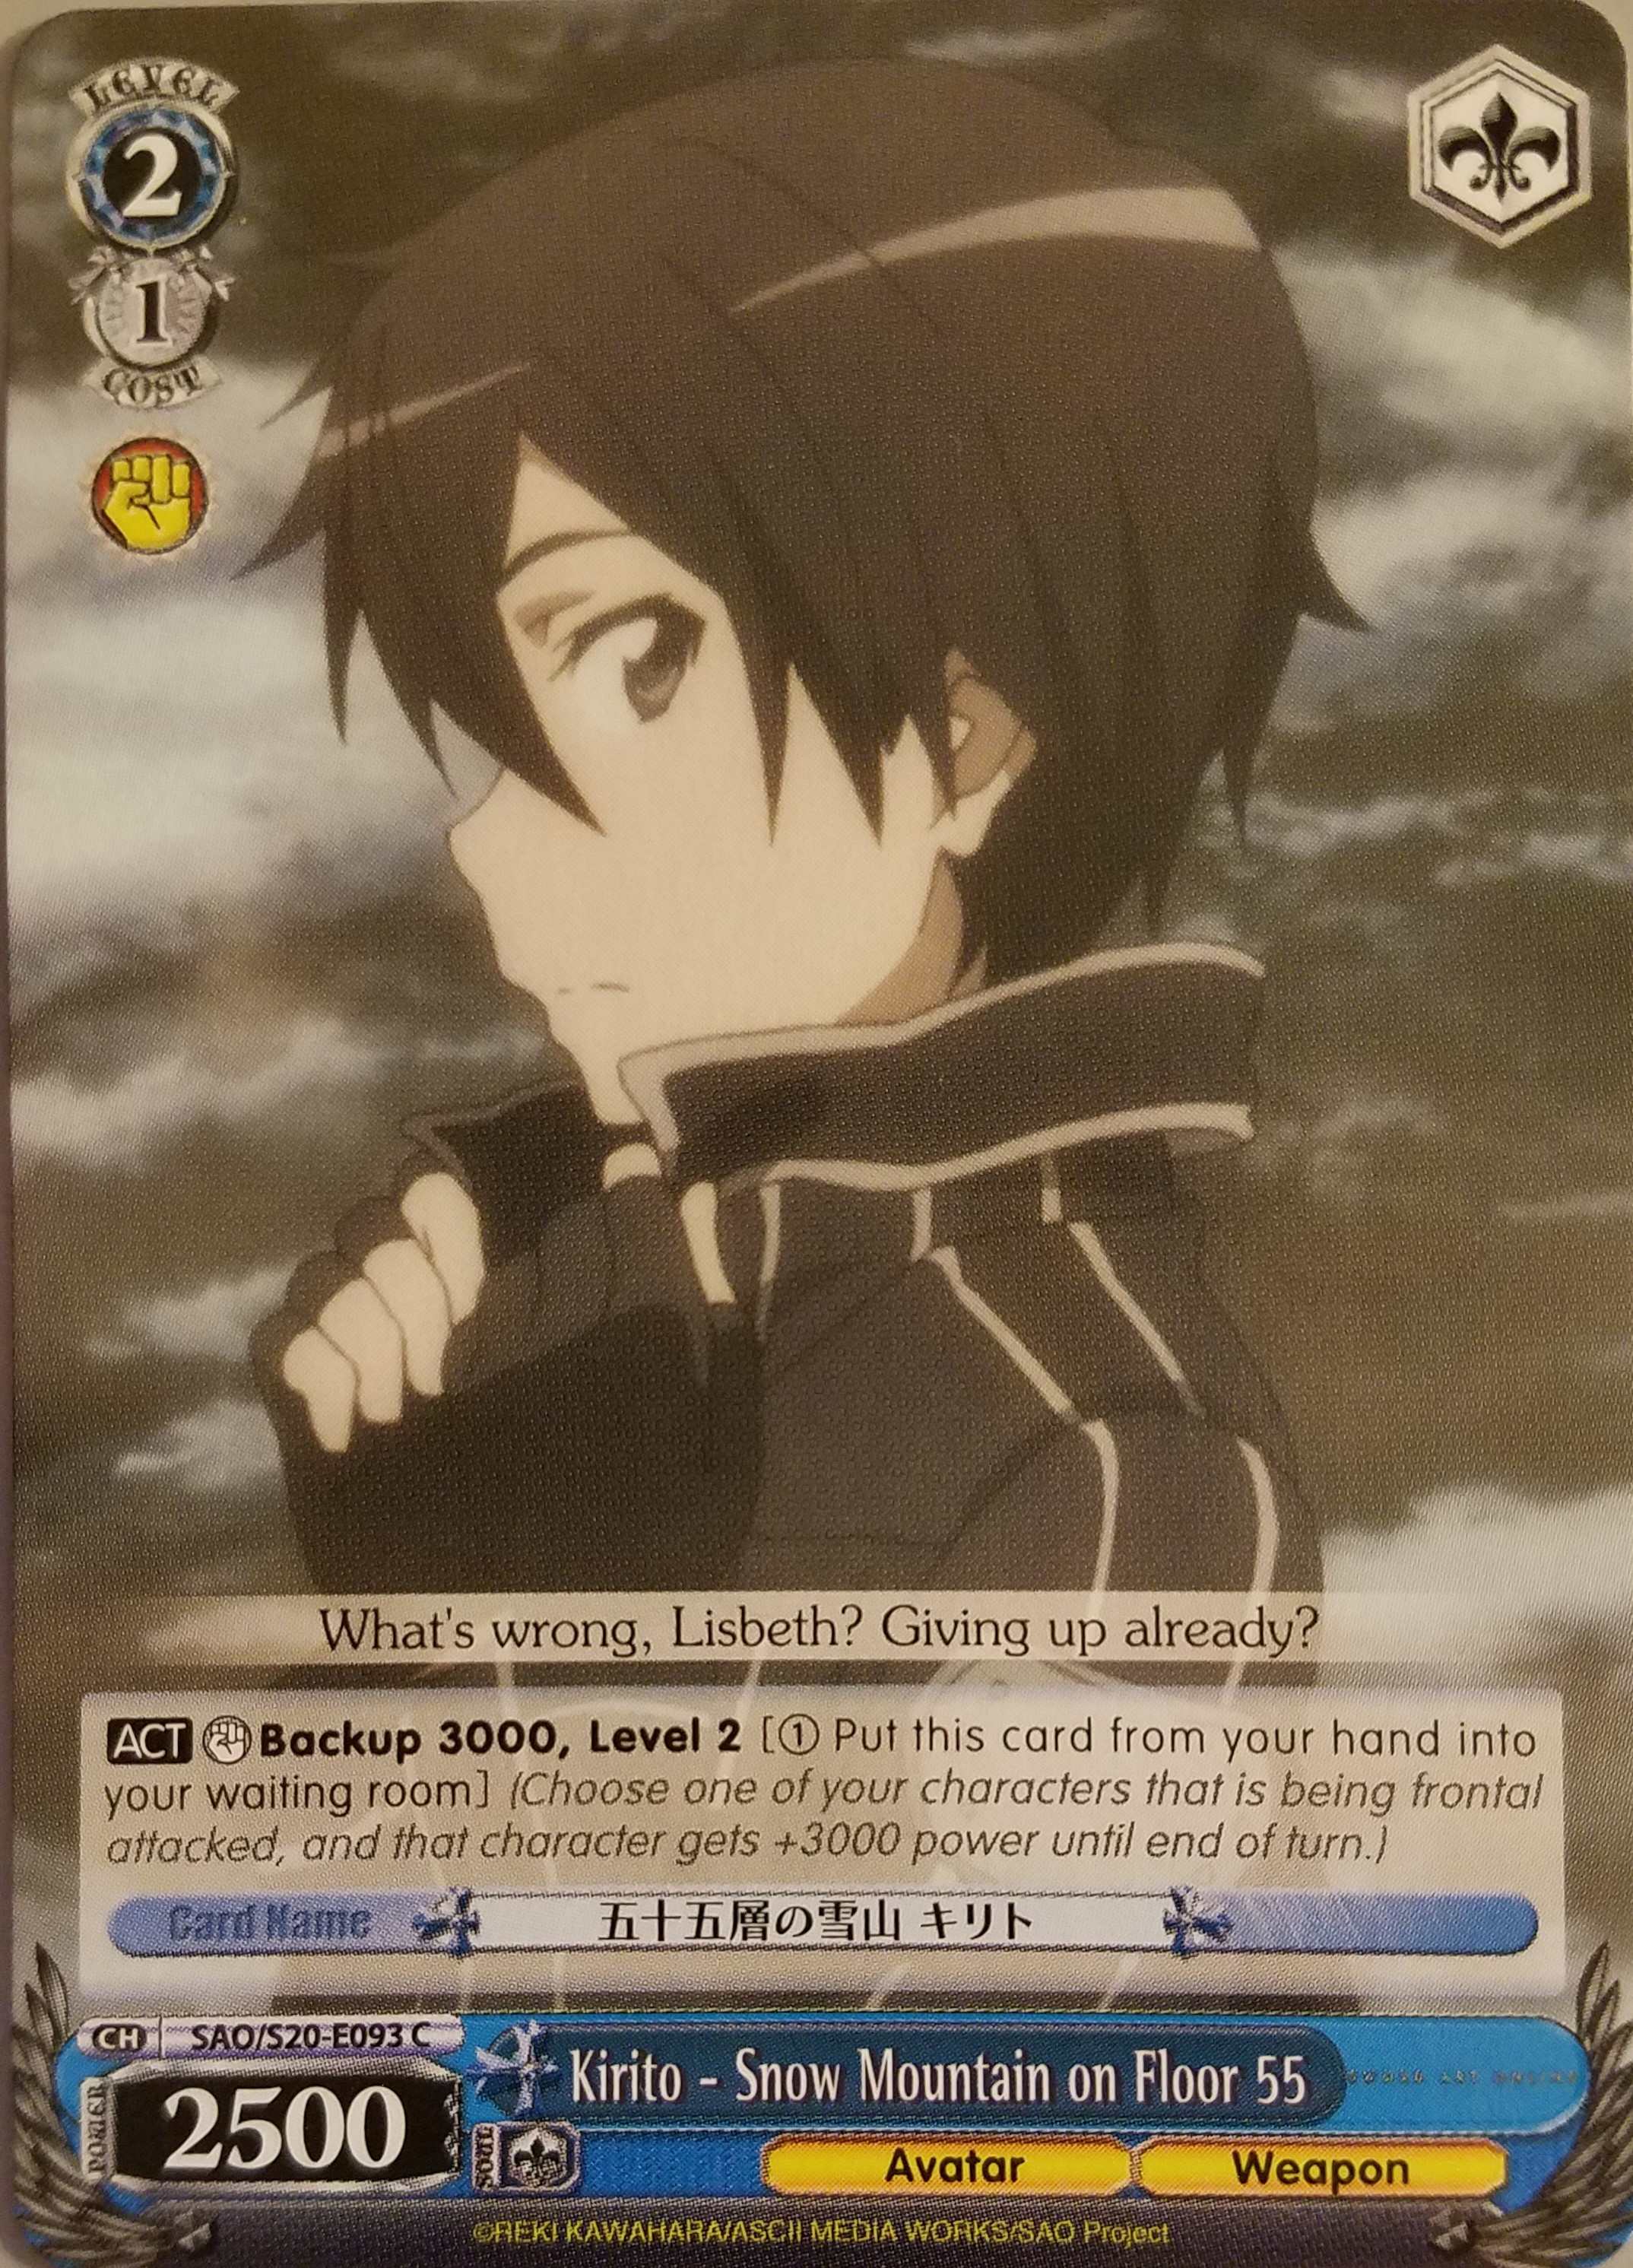 LEVEL
2
1
COST
What's wrong, Lisbeth? Giving up already?
ACT Backup 3000, Level 2 [① Put this card from your hand into
your waiting room] (Choose one of your characters that is being frontal
attacked, and that character gets +3000 power until end of turn.)
Card Name 五十五層の雪山 キリト
CH SAO/S20-E093 C
Kirito - Snow Mountain on Floor 55
SWORD ART ONLINE
POWER 2500
SOUL
Avatar Weapon
©REKI KAWAHARA/ASCII MEDIA WORKS/SAO Project